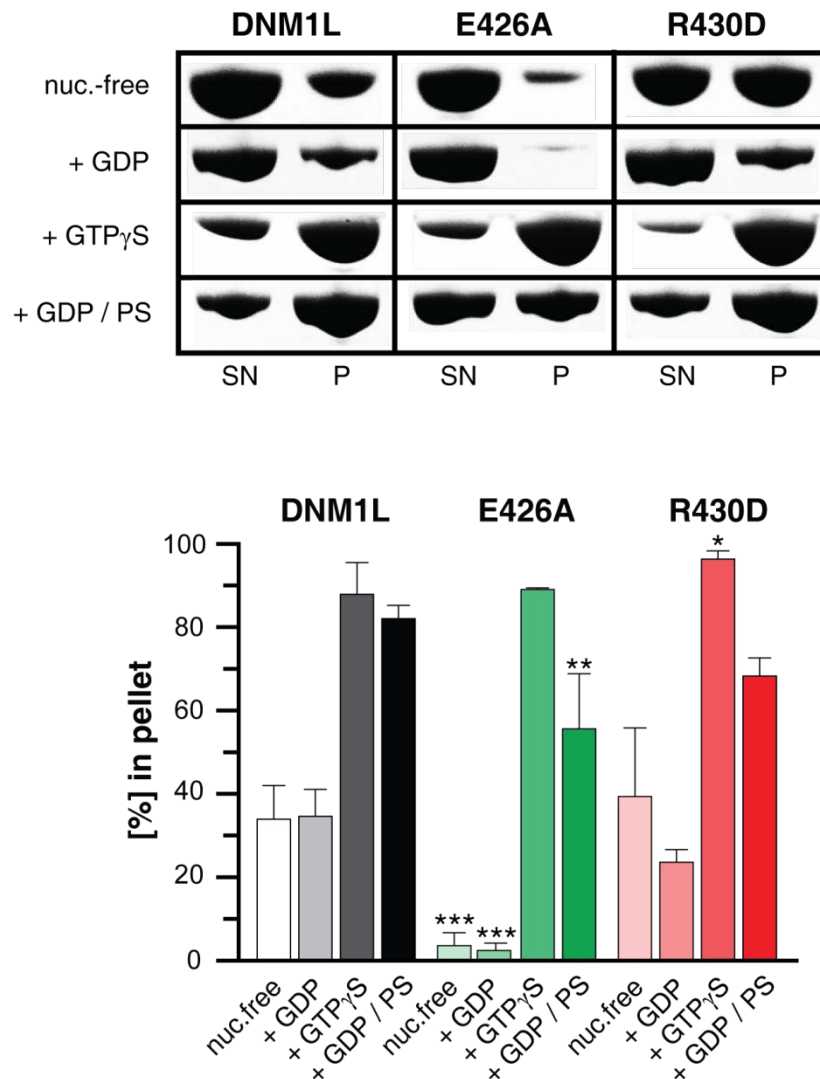 DNM1L E426A R430D
nuc.-free
+ GDP
+ GTPγS
+ GDP / PS
SN P SN P SN P
DNM1L E426A R430D
[%] in pellet
100
80
60
40
20
0
*
**
*** ***
nuc.free + GDP + GTPγS + GDP / PS nuc.free + GDP + GTPγS + GDP / PS nuc.free + GDP + GTPγS + GDP / PS